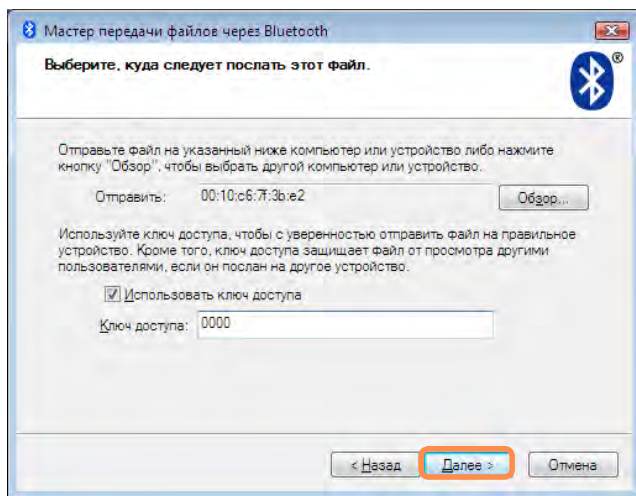 Мастер передачи файлов через Bluetooth
Выберите, куда следует послать этот файл.
®
Отправьте файл на указанный ниже компьютер или устройство либо нажмите
кнопку "Обзор", чтобы выбрать другой компьютер или устройство.
Отправить: 00:10:c6:7f:3b:e2 Обзор...
Используйте ключ доступа, чтобы с уверенностью отправить файл на правильное
устройство. Кроме того, ключ доступа защищает файл от просмотра другими
пользователями, если он послан на другое устройство.
Использовать ключ доступа
Ключ доступа: 0000
< Назад Далее > Отмена